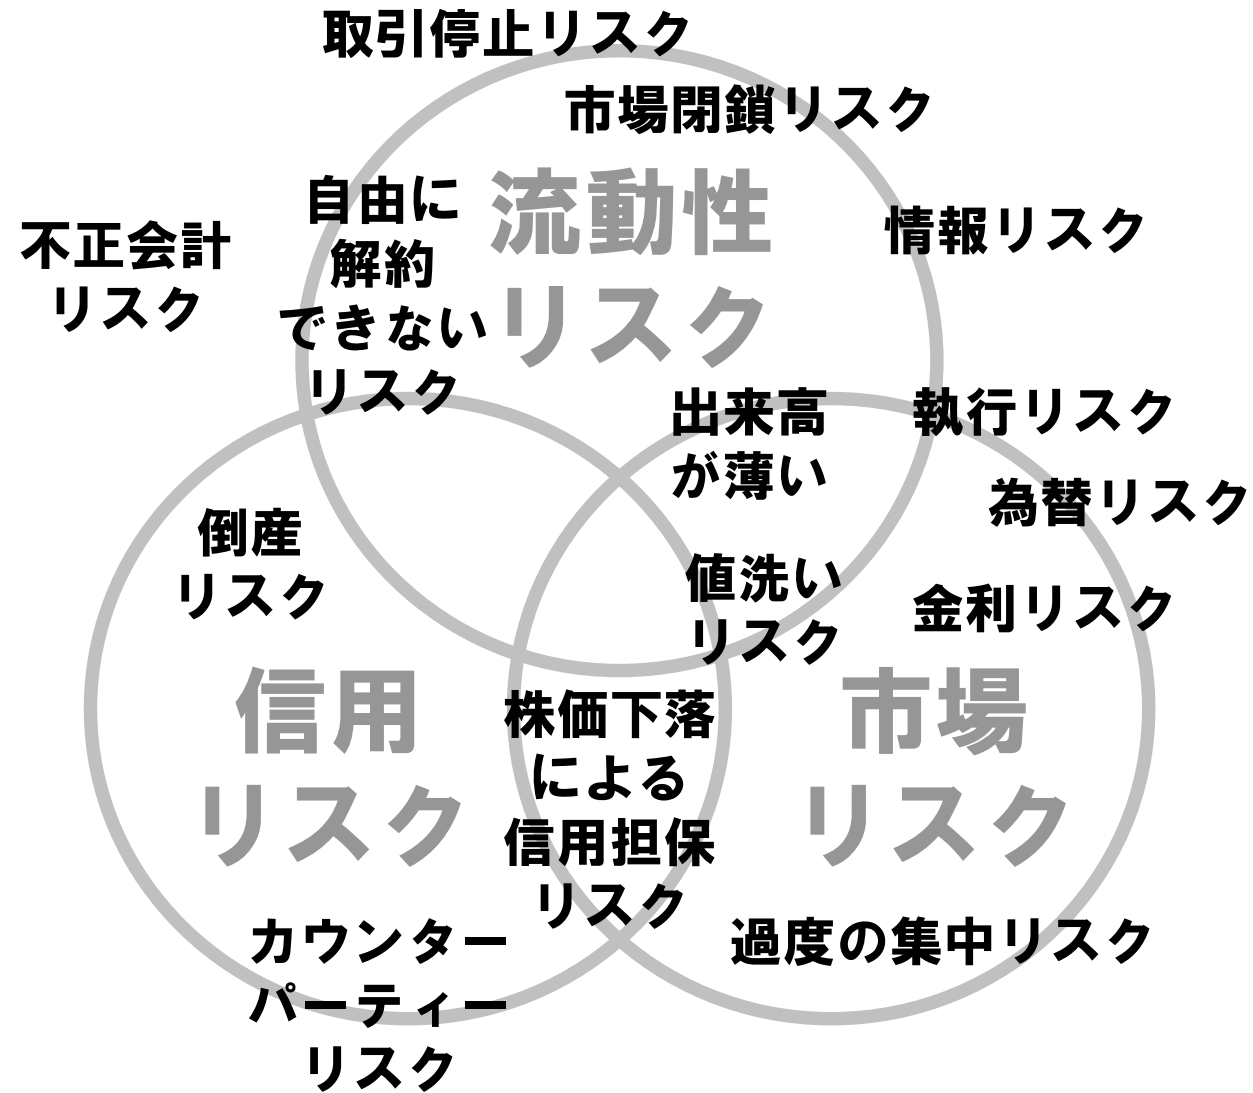 取引停止リスク
市場閉鎖リスク
流動性
リスク
自由に
解約
できない
リスク
不正会計
リスク
情報リスク
出来高
が薄い
執行リスク
為替リスク
倒産
リスク
値洗い
リスク
金利リスク
信用
リスク
株価下落
による
信用担保
リスク
市場
リスク
カウンター
パーティー
リスク
過度の集中リスク